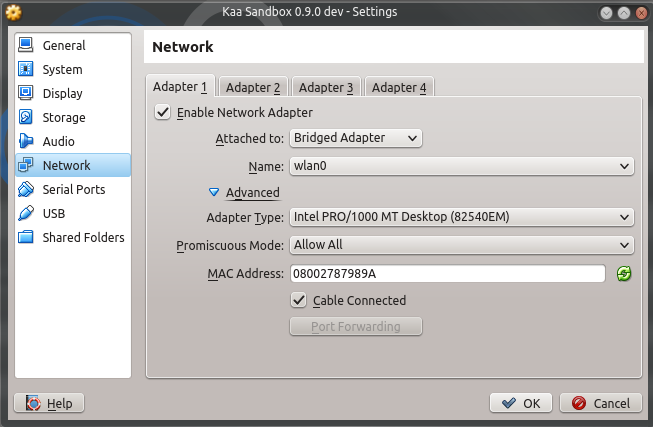 Kaa Sandbox 0.9.0 dev - Settings
General
System
Display
Storage
Audio
Network
Serial Ports
USB
Shared Folders
Network
Adapter 1 Adapter 2 Adapter 3 Adapter 4
Enable Network Adapter
Attached to: Bridged Adapter
Name: wlan0
Advanced
Adapter Type: Intel PRO/1000 MT Desktop (82540EM)
Promiscuous Mode: Allow All
MAC Address: 08002787989A
Cable Connected
Port Forwarding
Help OK Cancel